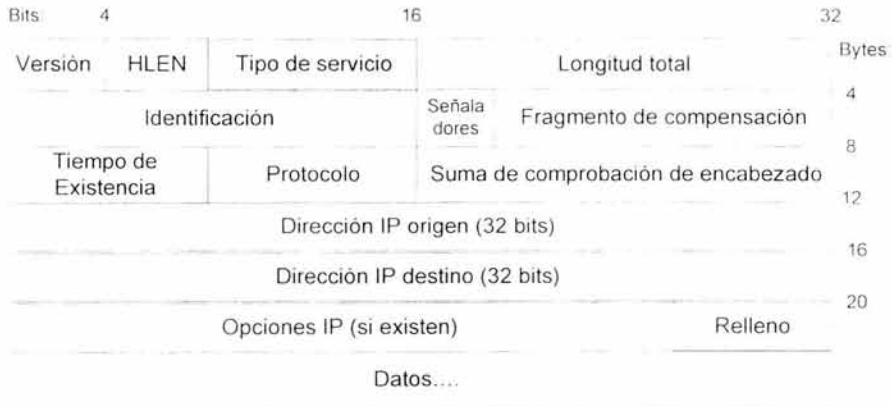 Bits: 4 16 32
Versión HLEN Tipo de servicio Longitud total Bytes:
4
Identificación Señala dores Fragmento de compensación
8
Tiempo de Existencia Protocolo Suma de comprobación de encabezado
12
Dirección IP origen (32 bits)
16
Dirección IP destino (32 bits)
20
Opciones IP (si existen) Relleno
Datos....